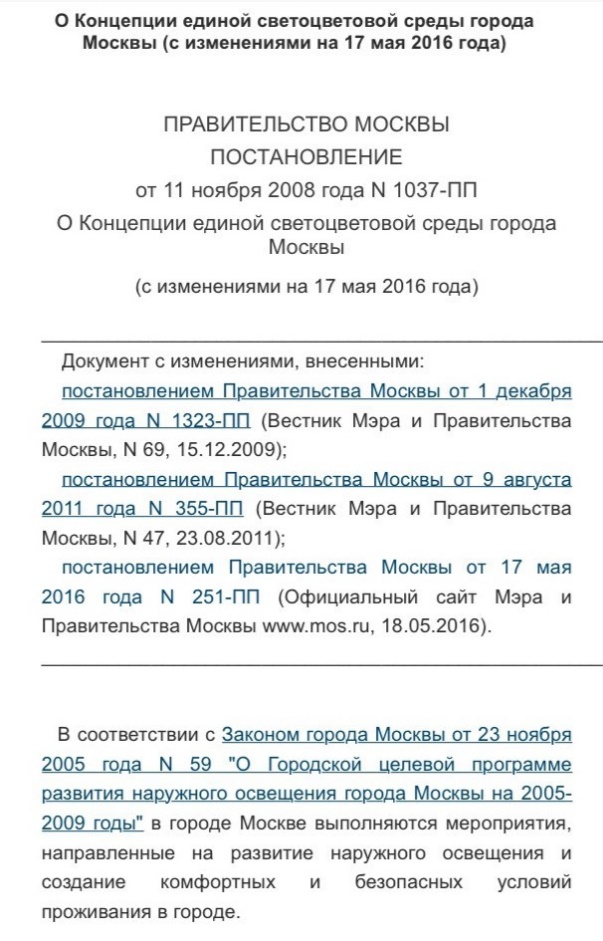 О Концепции единой светоцветовой среды города
Москвы (с изменениями на 17 мая 2016 года)
ПРАВИТЕЛЬСТВО МОСКВЫ
ПОСТАНОВЛЕНИЕ
от 11 ноября 2008 года N 1037-ПП
О Концепции единой светоцветовой среды города
Москвы
(с изменениями на 17 мая 2016 года)
Документ с изменениями, внесенными:
постановлением Правительства Москвы от 1 декабря
2009 года N 1323-ПП (Вестник Мэра и Правительства
Москвы, N 69, 15.12.2009);
постановлением Правительства Москвы от 9 августа
2011 года N 355-ПП (Вестник Мэра и Правительства
Москвы, N 47, 23.08.2011);
постановлением Правительства Москвы от 17 мая
2016 года N 251-ПП (Официальный сайт Мэра и
Правительства Москвы www.mos.ru, 18.05.2016).
В соответствии с Законом города Москвы от 23 ноября
2005 года N 59 "О Городской целевой программе
развития наружного освещения города Москвы на 2005-
2009 годы" в городе Москве выполняются мероприятия,
направленные на развитие наружного освещения и
создание комфортных и безопасных условий
проживания в городе.